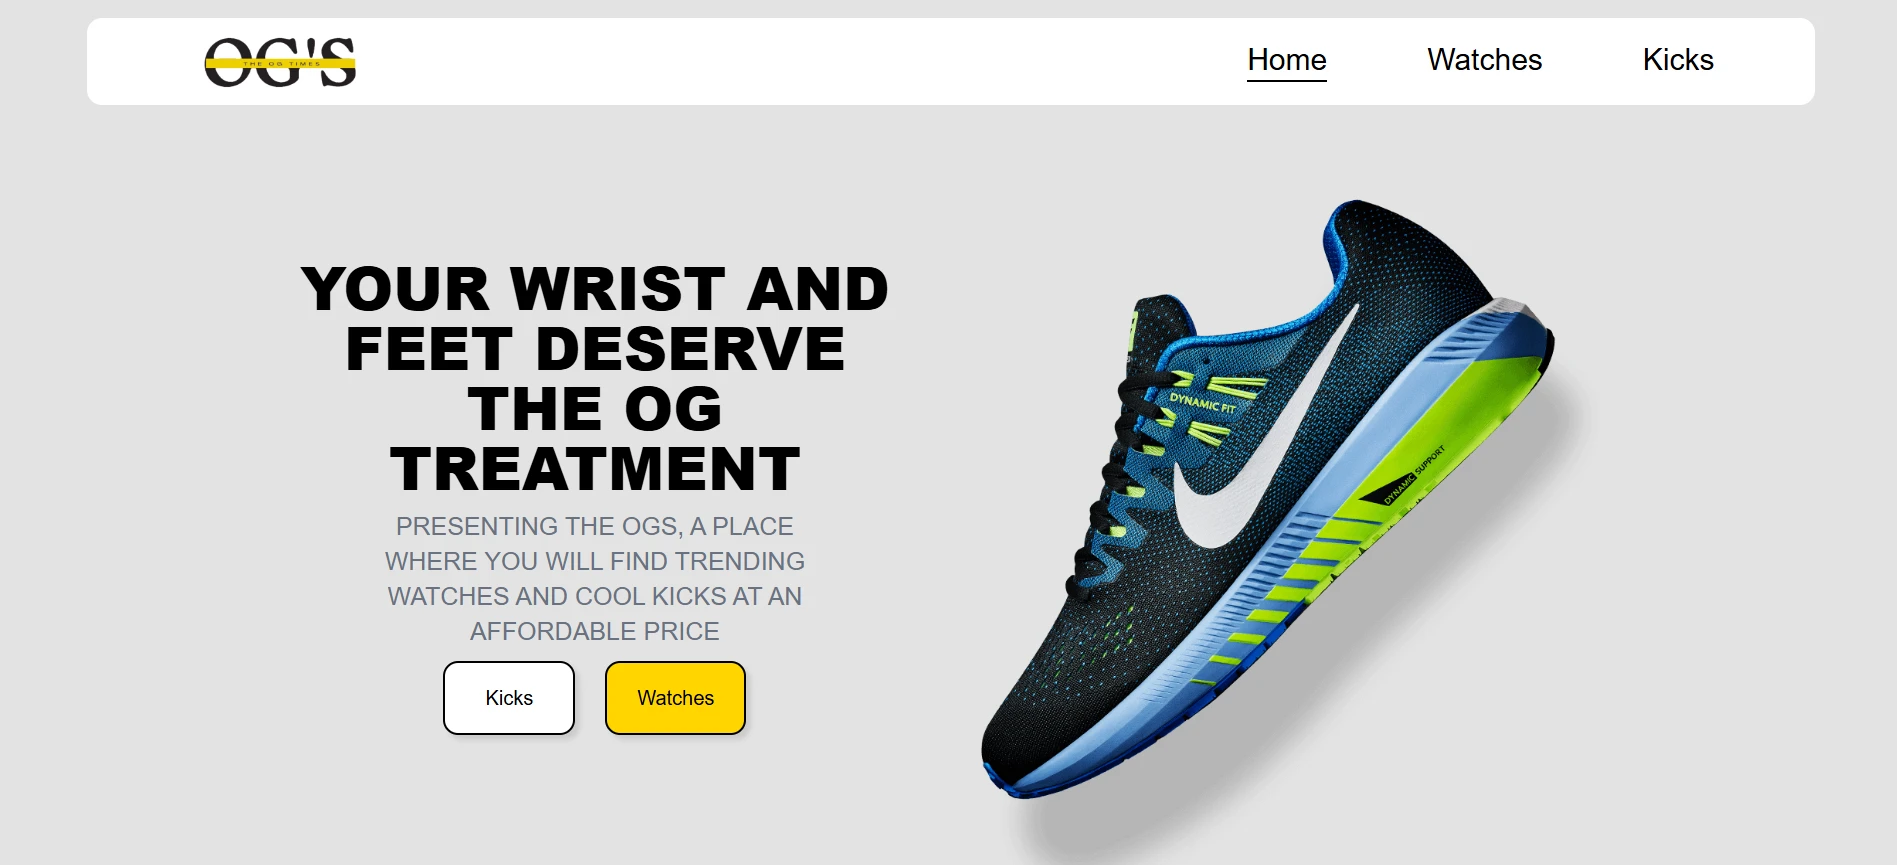 OG'S
THE OG TIMES
Home Watches Kicks
YOUR WRIST AND
FEET DESERVE
THE OG
TREATMENT
PRESENTING THE OGS, A PLACE
WHERE YOU WILL FIND TRENDING
WATCHES AND COOL KICKS AT AN
AFFORDABLE PRICE
Kicks Watches
DYNAMIC FIT
DYNAMIC SUPPORT